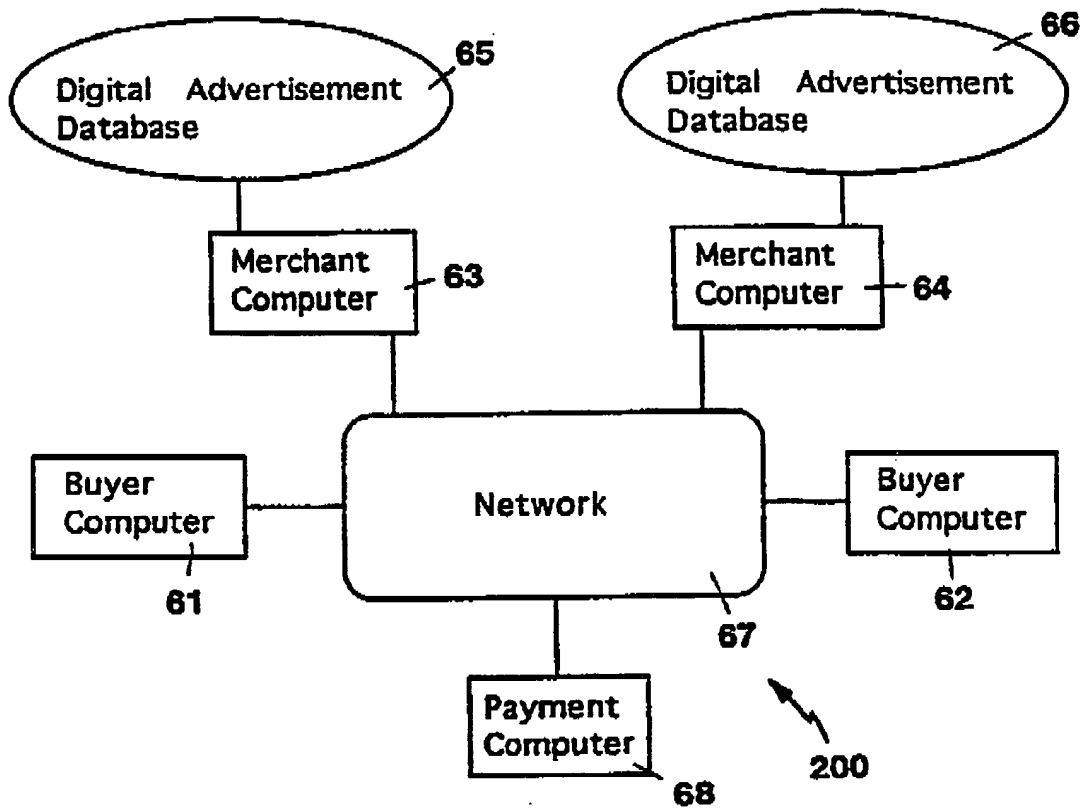 65
66
Digital Advertisement
Database
Digital Advertisement
Database
Merchant
Computer
63
Merchant
Computer
64
Buyer
Computer
61
Network
67
Buyer
Computer
62
Payment
Computer
68
200